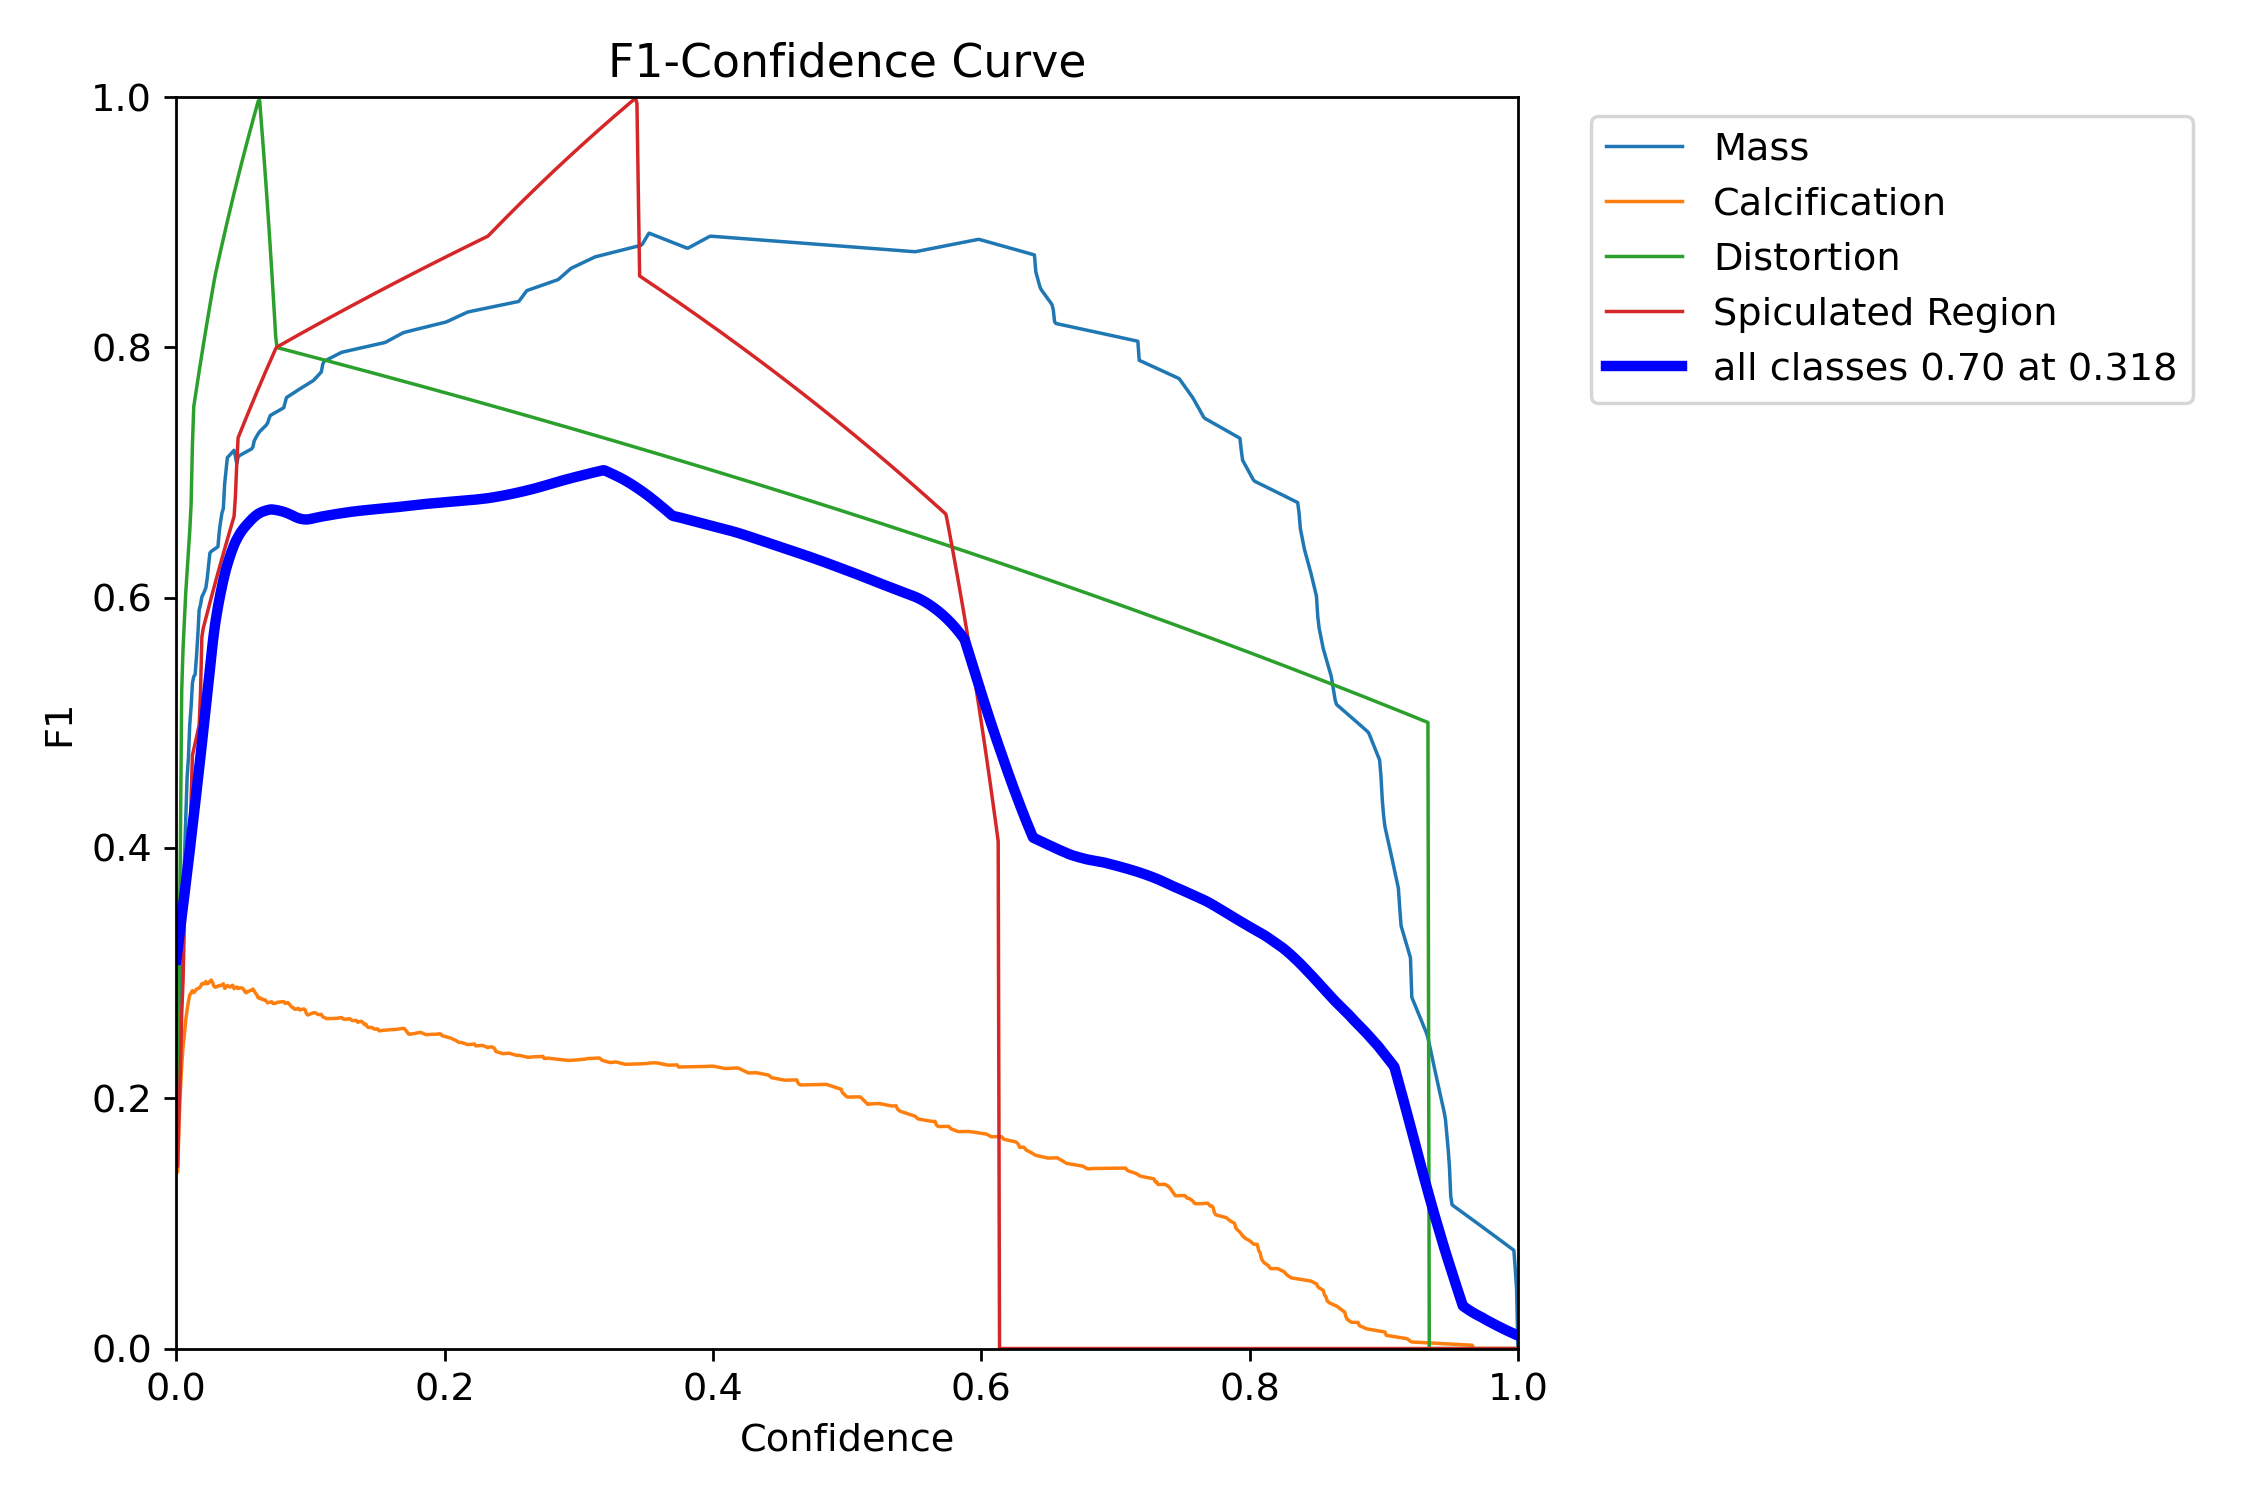 F1-Confidence Curve
1.0
0.8
0.6
0.4
0.2
0.0
F1
0.0 0.2 0.4 0.6 0.8 1.0
Confidence
Mass
Calcification
Distortion
Spiculated Region
all classes 0.70 at 0.318